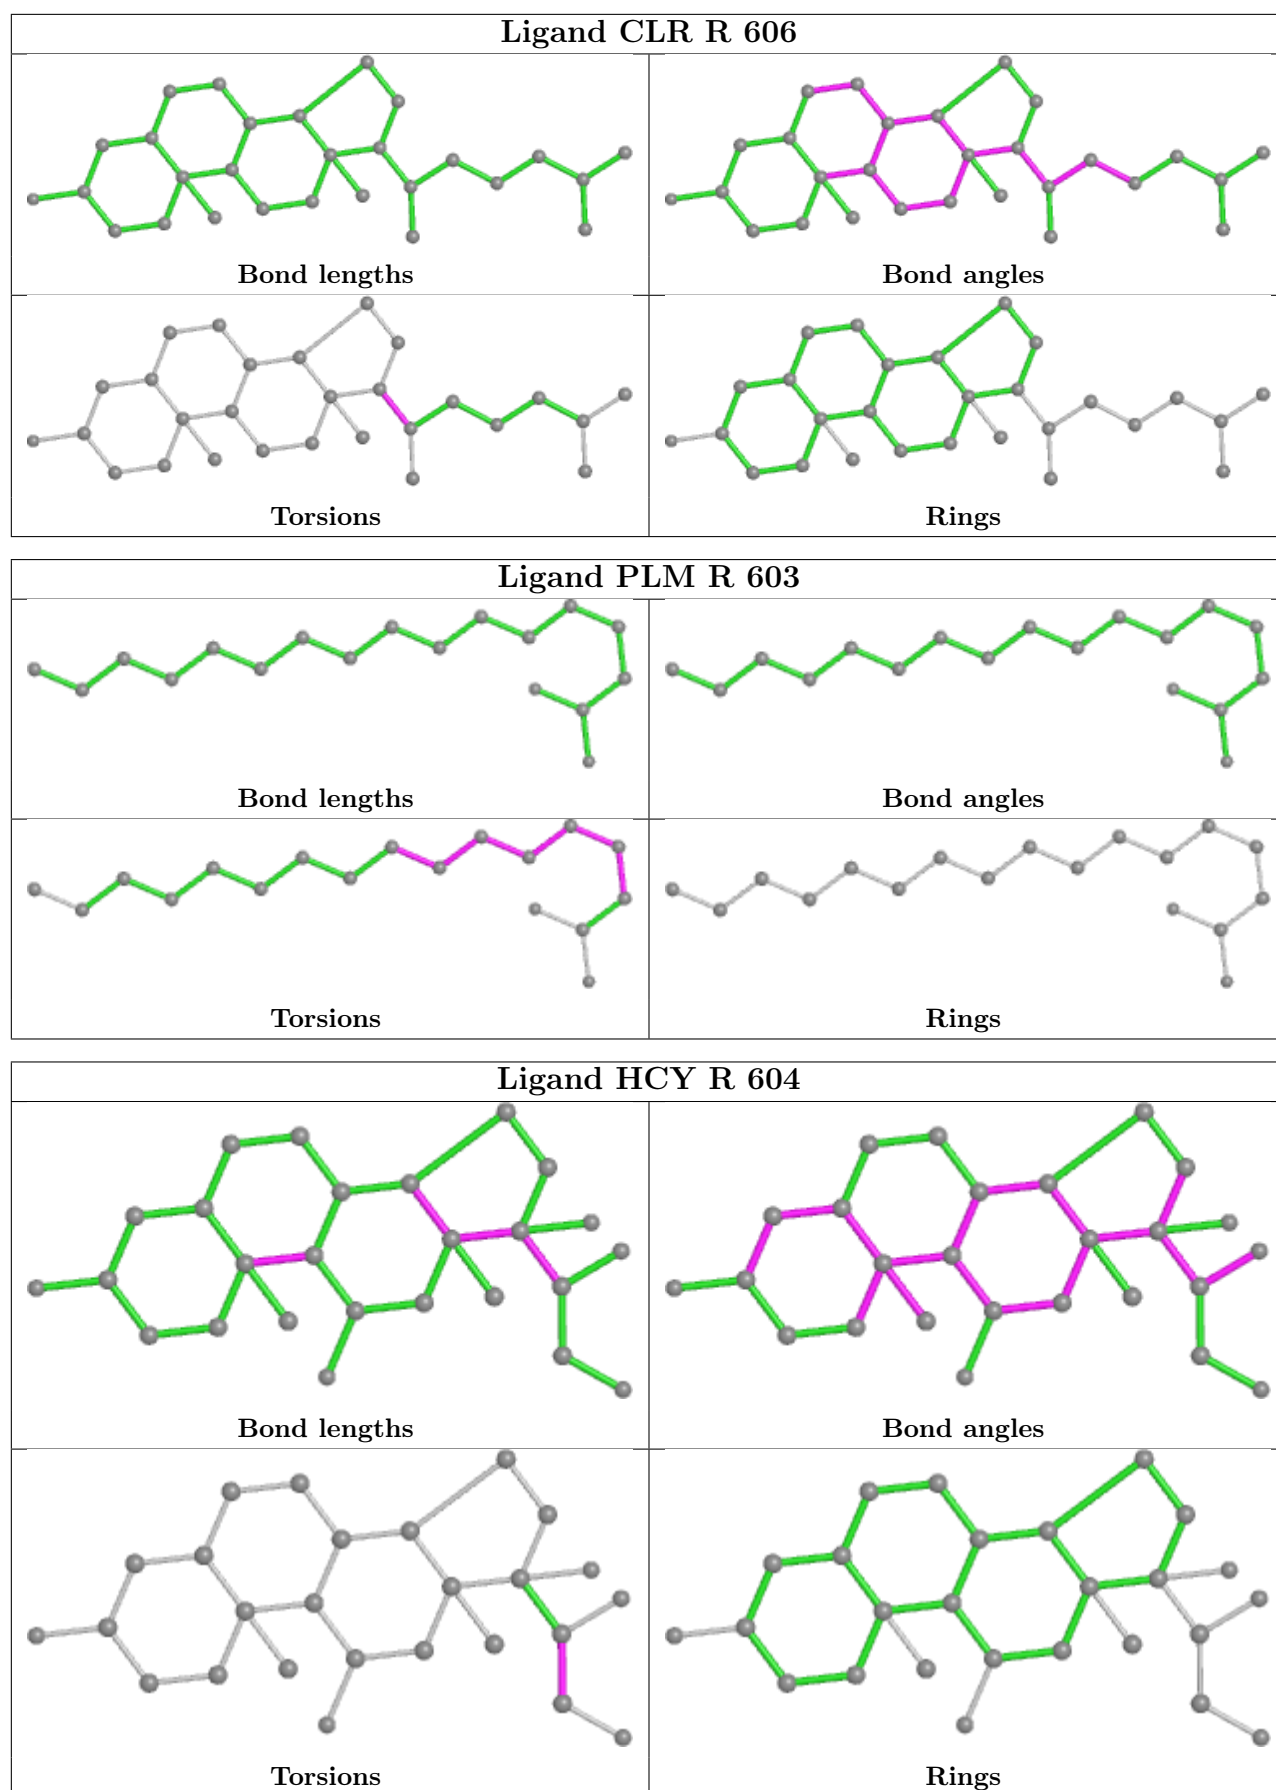 Ligand CLR R 606
Bond lengths
Bond angles
Torsions
Rings
Ligand PLM R 603
Bond lengths
Bond angles
Torsions
Rings
Ligand HCY R 604
Bond lengths
Bond angles
Torsions
Rings